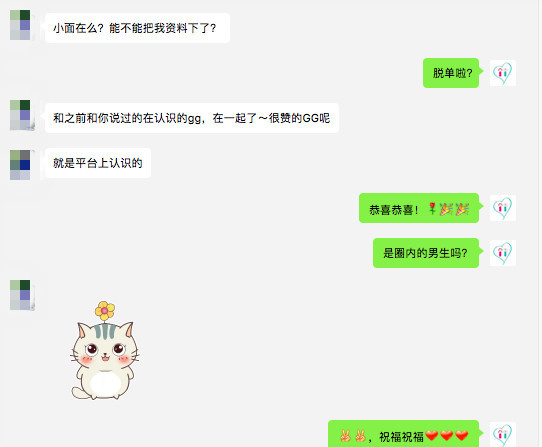 小面在么？能不能把我资料下了？
脱单啦？
和之前和你说过的在认识的gg，在一起了～很赞的GG呢
就是平台上认识的
恭喜恭喜！🌹🎉🎉
是圈内的男生吗？
✌✌，祝福祝福❤❤❤